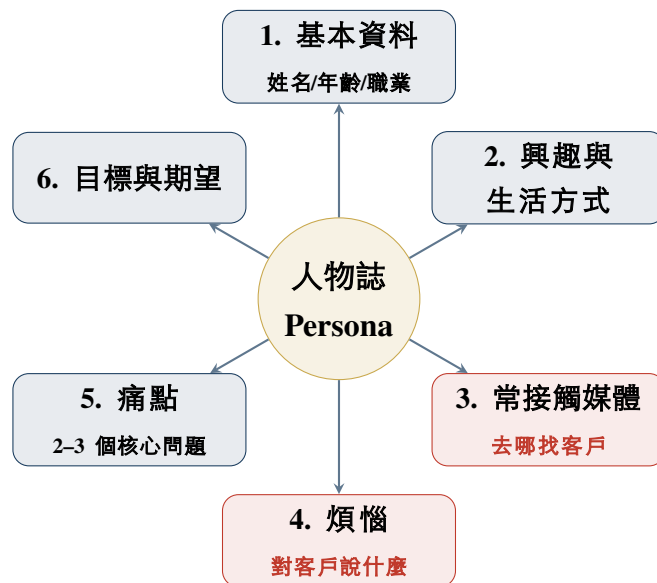 1. 基本資料
姓名/年齡/職業
2. 興趣與
生活方式
3. 常接觸媒體
去哪找客戶
4. 煩惱
對客戶說什麼
5. 痛點
2–3 個核心問題
6. 目標與期望
人物誌
Persona